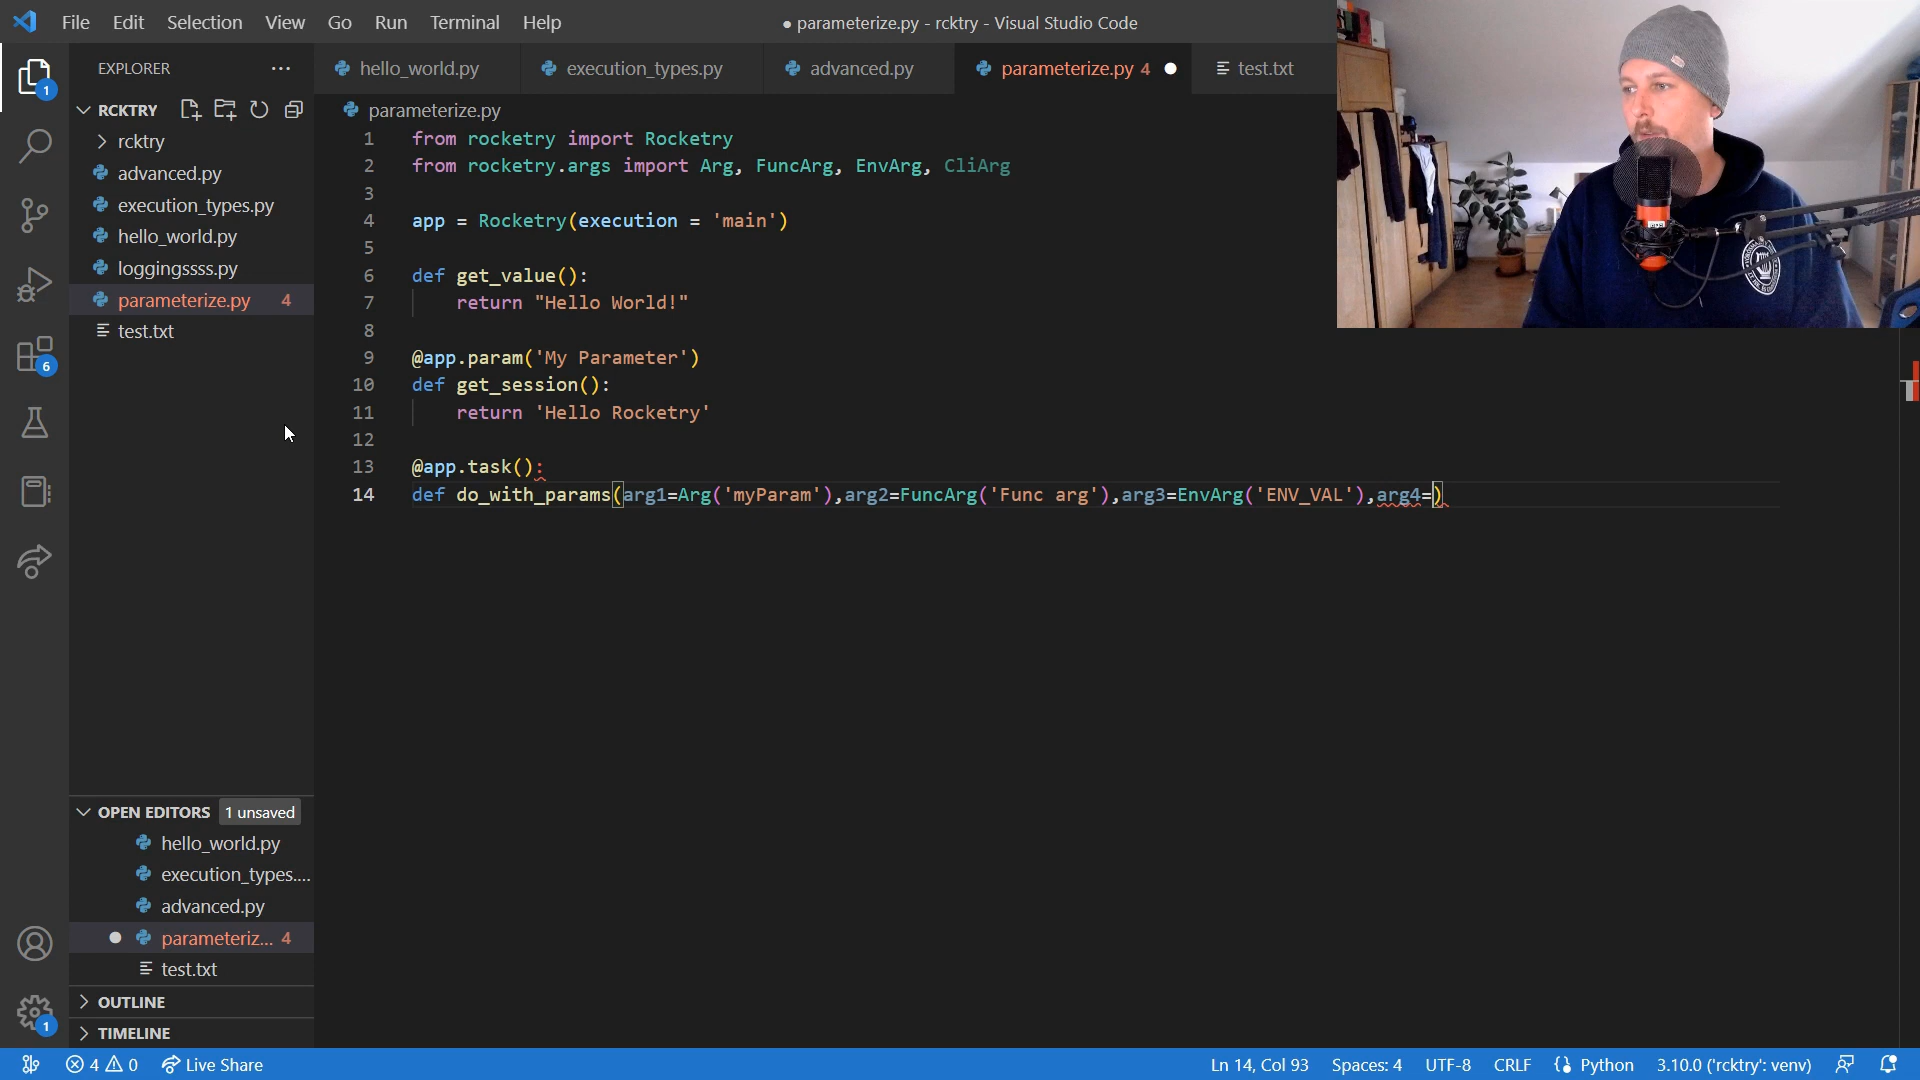 File Edit Selection View Go Run Terminal Help
● parameterize.py - rcktry - Visual Studio Code
EXPLORER
hello_world.py
execution_types.py
advanced.py
parameterize.py 4
test.txt
RCKTRY
rcktry
advanced.py
execution_types.py
hello_world.py
loggingssss.py
parameterize.py 4
test.txt
1
6
parameterize.py
1 from rocketry import Rocketry
2 from rocketry.args import Arg, FuncArg, EnvArg, CliArg
3
4 app = Rocketry(execution = 'main')
5
6 def get_value():
7 return "Hello World!"
8
9 @app.param('My Parameter')
10 def get_session():
11 return 'Hello Rocketry'
12
13 @app.task():
14 def do_with_params(arg1=Arg('myParam'),arg2=FuncArg('Func arg'),arg3=EnvArg('ENV_VAL'),arg4=)
OPEN EDITORS 1 unsaved
hello_world.py
execution_types....
advanced.py
parameteriz... 4
test.txt
OUTLINE
TIMELINE
1
4 0 Live Share
Ln 14, Col 93 Spaces: 4 UTF-8 CRLF Python 3.10.0 ('rcktry': venv)